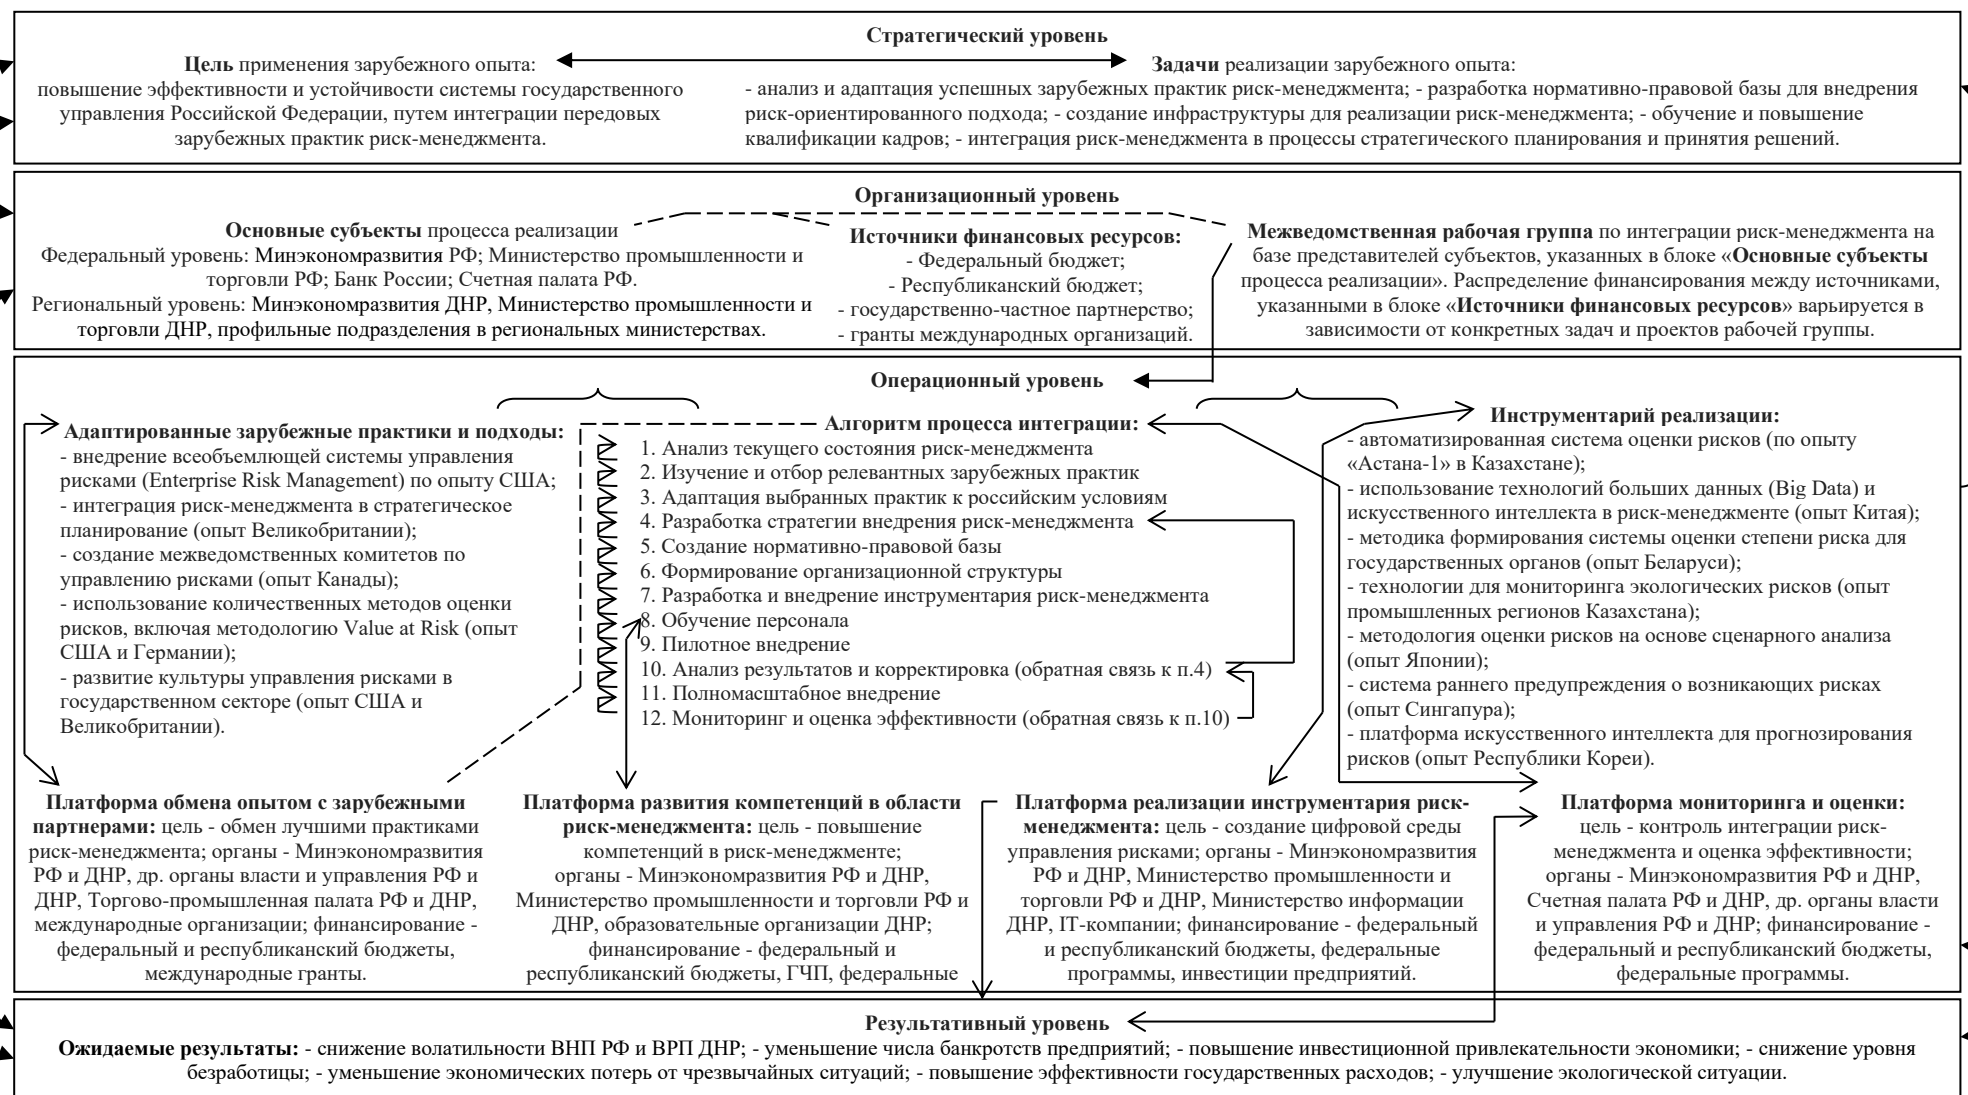 Стратегический уровень
Цель применения зарубежного опыта:
повышение эффективности и устойчивости системы государственного
управления Российской Федерации, путем интеграции передовых
зарубежных практик риск-менеджмента.
Задачи реализации зарубежного опыта:
- анализ и адаптация успешных зарубежных практик риск-менеджмента; - разработка нормативно-правовой базы для внедрения
риск-ориентированного подхода; - создание инфраструктуры для реализации риск-менеджмента; - обучение и повышение
квалификации кадров; - интеграция риск-менеджмента в процессы стратегического планирования и принятия решений.
Организационный уровень
Основные субъекты процесса реализации
Федеральный уровень: Минэкономразвития РФ; Министерство промышленности и
торговли РФ; Банк России; Счетная палата РФ.
Региональный уровень: Минэкономразвития ДНР, Министерство промышленности и
торговли ДНР, профильные подразделения в региональных министерствах.
Источники финансовых ресурсов:
- Федеральный бюджет;
- Республиканский бюджет;
- государственно-частное партнерство;
- гранты международных организаций.
Межведомственная рабочая группа по интеграции риск-менеджмента на
базе представителей субъектов, указанных в блоке «Основные субъекты
процесса реализации». Распределение финансирования между источниками,
указанными в блоке «Источники финансовых ресурсов» варьируется в
зависимости от конкретных задач и проектов рабочей группы.
Операционный уровень
Адаптированные зарубежные практики и подходы:
- внедрение всеобъемлющей системы управления
рисками (Enterprise Risk Management) по опыту США;
- интеграция риск-менеджмента в стратегическое
планирование (опыт Великобритании);
- создание межведомственных комитетов по
управлению рисками (опыт Канады);
- использование количественных методов оценки
рисков, включая методологию Value at Risk (опыт
США и Германии);
- развитие культуры управления рисками в
государственном секторе (опыт США и
Великобритании).
Алгоритм процесса интеграции:
1. Анализ текущего состояния риск-менеджмента
2. Изучение и отбор релевантных зарубежных практик
3. Адаптация выбранных практик к российским условиям
4. Разработка стратегии внедрения риск-менеджмента
5. Создание нормативно-правовой базы
6. Формирование организационной структуры
7. Разработка и внедрение инструментария риск-менеджмента
8. Обучение персонала
9. Пилотное внедрение
10. Анализ результатов и корректировка (обратная связь к п.4)
11. Полномасштабное внедрение
12. Мониторинг и оценка эффективности (обратная связь к п.10)
Инструментарий реализации:
- автоматизированная система оценки рисков (по опыту
«Астана-1» в Казахстане);
- использование технологий больших данных (Big Data) и
искусственного интеллекта в риск-менеджменте (опыт Китая);
- методика формирования системы оценки степени риска для
государственных органов (опыт Беларуси);
- технологии для мониторинга экологических рисков (опыт
промышленных регионов Казахстана);
- методология оценки рисков на основе сценарного анализа
(опыт Японии);
- система раннего предупреждения о возникающих рисках
(опыт Сингапура);
- платформа искусственного интеллекта для прогнозирования
рисков (опыт Республики Кореи).
Платформа обмена опытом с зарубежными
партнерами: цель - обмен лучшими практиками
риск-менеджмента; органы - Минэкономразвития
РФ и ДНР, др. органы власти и управления РФ и
ДНР, Торгово-промышленная палата РФ и ДНР,
международные организации; финансирование -
федеральный и республиканский бюджеты,
международные гранты.
Платформа развития компетенций в области
риск-менеджмента: цель - повышение
компетенций в риск-менеджменте;
органы - Минэкономразвития РФ и ДНР,
Министерство промышленности и торговли РФ и
ДНР, образовательные организации ДНР;
финансирование - федеральный и
республиканский бюджеты, ГЧП, федеральные
Платформа реализации инструментария риск-
менеджмента: цель - создание цифровой среды
управления рисками; органы - Минэкономразвития
РФ и ДНР, Министерство промышленности и
торговли РФ и ДНР, Министерство информации
ДНР, IT-компании; финансирование - федеральный
и республиканский бюджеты, федеральные
программы, инвестиции предприятий.
Платформа мониторинга и оценки:
цель - контроль интеграции риск-
менеджмента и оценка эффективности;
органы - Минэкономразвития РФ и ДНР,
Счетная палата РФ и ДНР, др. органы власти
и управления РФ и ДНР; финансирование -
федеральный и республиканский бюджеты,
федеральные программы.
Результативный уровень
Ожидаемые результаты: - снижение волатильности ВНП РФ и ВРП ДНР; - уменьшение числа банкротств предприятий; - повышение инвестиционной привлекательности экономики; - снижение уровня
безработицы; - уменьшение экономических потерь от чрезвычайных ситуаций; - повышение эффективности государственных расходов; - улучшение экологической ситуации.